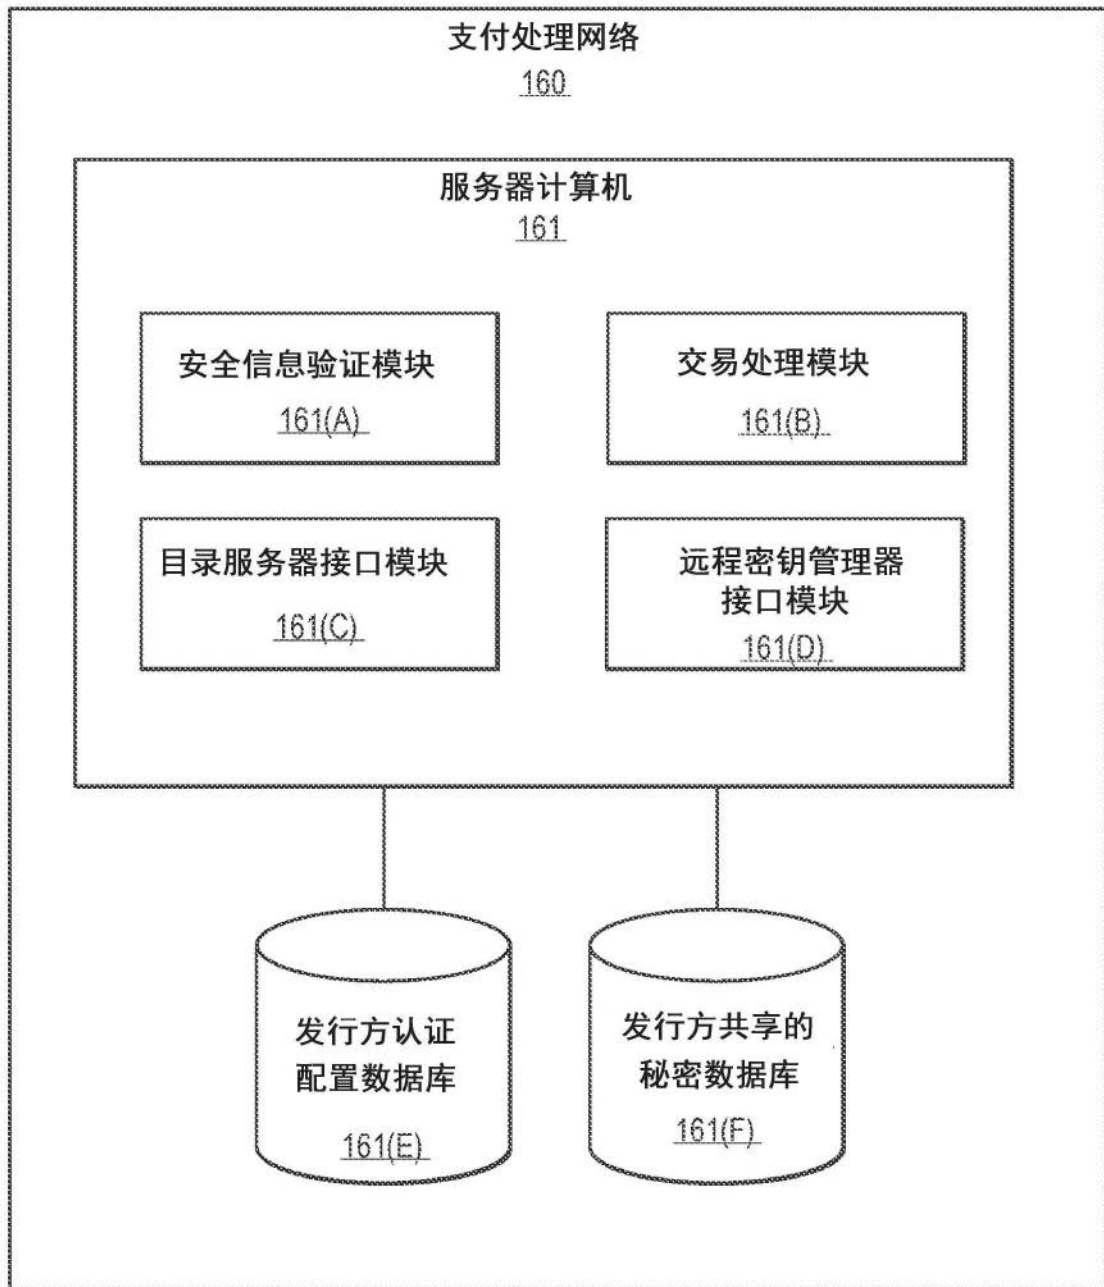 支付处理网络
160
服务器计算机
161
安全信息验证模块
161(A)
交易处理模块
161(B)
目录服务器接口模块
161(C)
远程密钥管理器
接口模块
161(D)
发行方认证
配置数据库
161(E)
发行方共享的
秘密数据库
161(F)